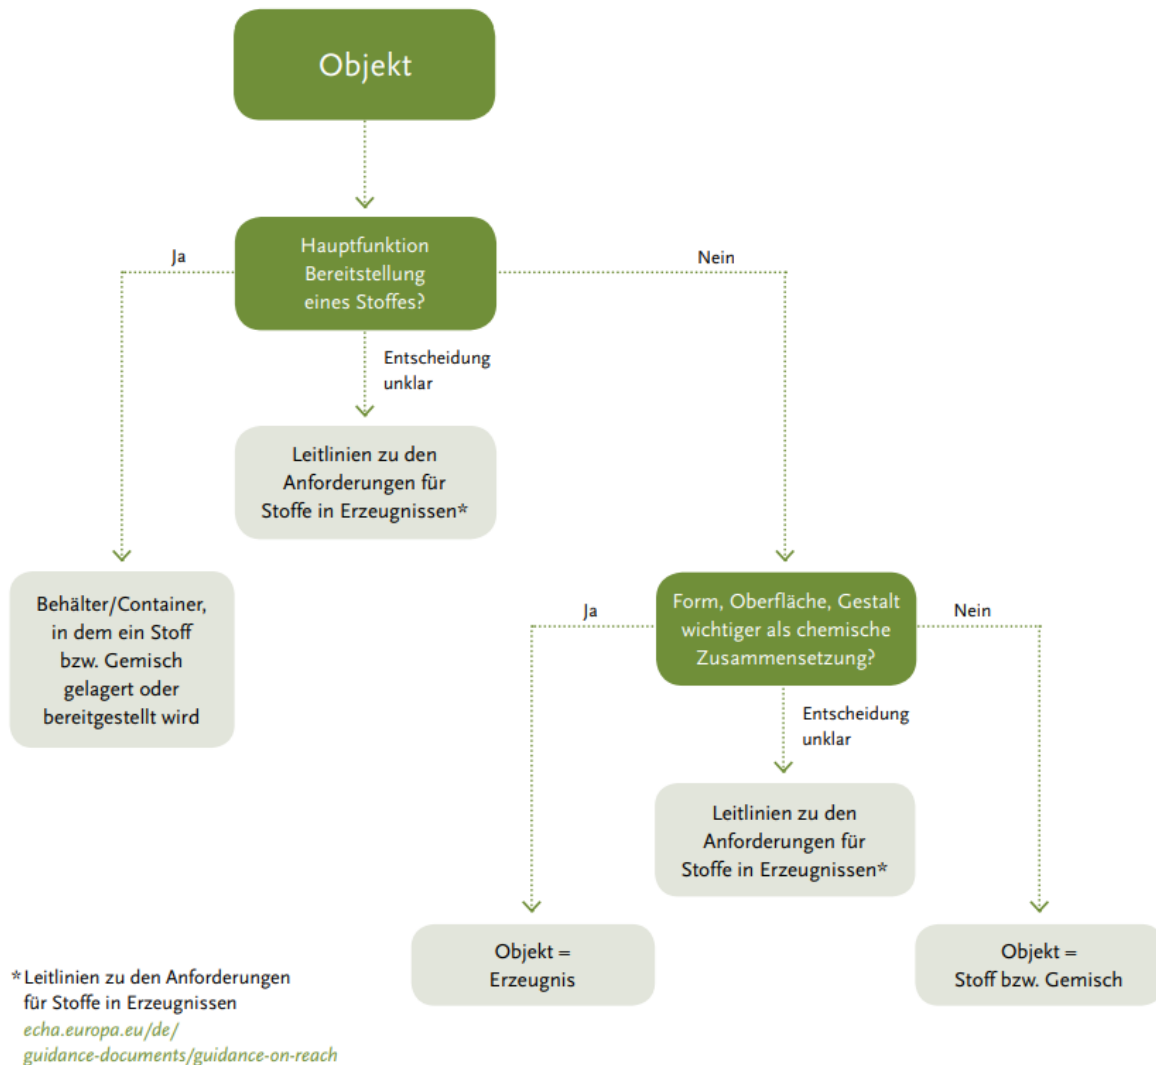 Objekt
Ja
Hauptfunktion
Bereitstellung
eines Stoffes?
Nein
Entscheidung
unklar
Leitlinien zu den
Anforderungen für
Stoffe in Erzeugnissen*
Behälter/Container,
in dem ein Stoff
bzw. Gemisch
gelagert oder
bereitgestellt wird
Ja
Form, Oberfläche, Gestalt
wichtiger als chemische
Zusammensetzung?
Nein
Entscheidung
unklar
Leitlinien zu den
Anforderungen für
Stoffe in Erzeugnissen*
Objekt =
Erzeugnis
Objekt =
Stoff bzw. Gemisch
*Leitlinien zu den Anforderungen
für Stoffe in Erzeugnissen
echa.europa.eu/de/
guidance-documents/guidance-on-reach